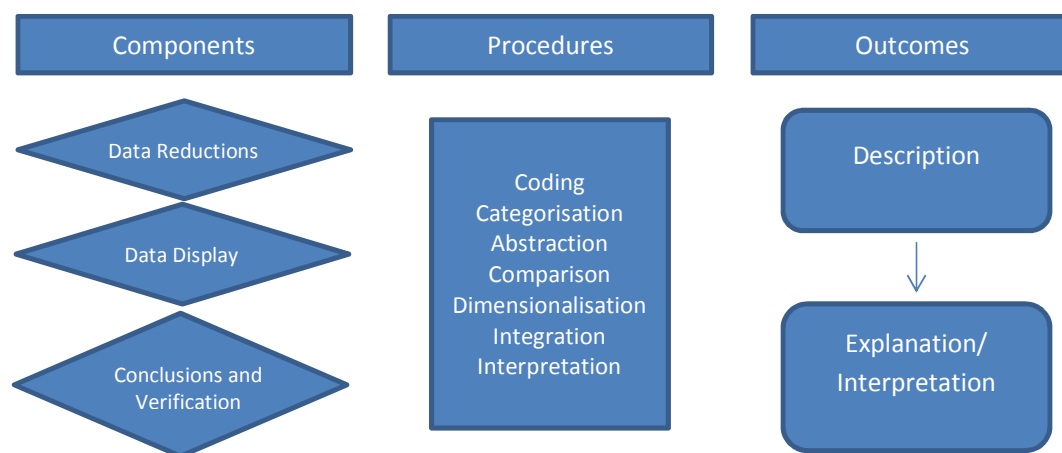 Components
Procedures
Outcomes
Data Reductions
Data Display
Conclusions and
Verification
Coding
Categorisation
Abstraction
Comparison
Dimensionalisation
Integration
Interpretation
Description
Explanation/
Interpretation